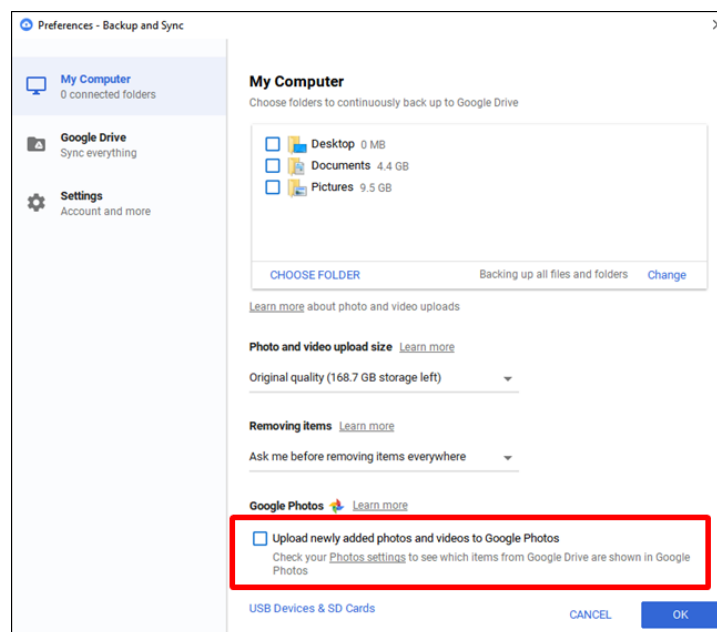 Preferences - Backup and Sync
My Computer
0 connected folders
Google Drive
Sync everything
Settings
Account and more
My Computer
Choose folders to continuously back up to Google Drive
Desktop 0 MB
Documents 4.4 GB
Pictures 9.5 GB
CHOOSE FOLDER Backing up all files and folders Change
Learn more about photo and video uploads
Photo and video upload size Learn more
Original quality (168.7 GB storage left)
Removing items Learn more
Ask me before removing items everywhere
Google Photos Learn more
Upload newly added photos and videos to Google Photos
Check your Photos settings to see which items from Google Drive are shown in Google
Photos
USB Devices & SD Cards
CANCEL OK